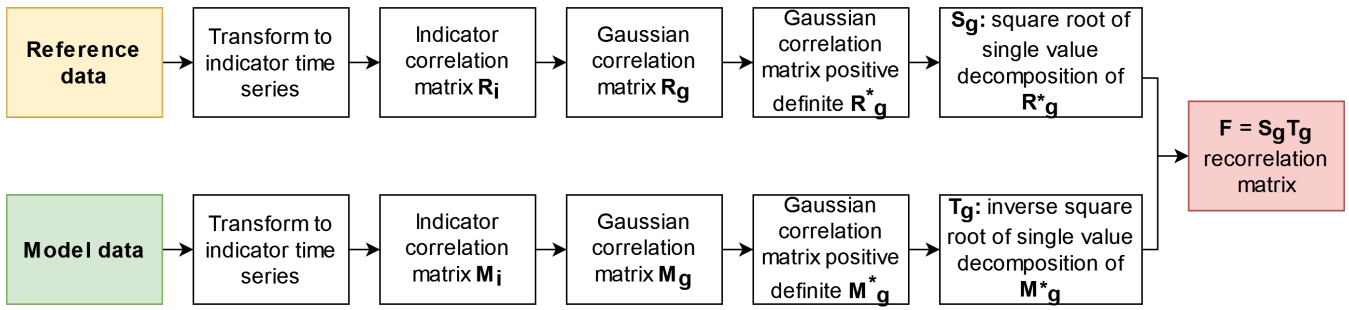 Reference
data
Transform to
indicator time
series
Indicator
correlation
matrix Ri
Gaussian
correlation
matrix Rg
Gaussian
correlation
matrix positive
definite R*g
Sg: square root of
single value
decomposition of
R*g
F = SgTg
recorrelation
matrix
Model data
Transform to
indicator time
series
Indicator
correlation
matrix Mi
Gaussian
correlation
matrix Mg
Gaussian
correlation
matrix positive
definite M*g
Tg: inverse square
root of single value
decomposition of
M*g